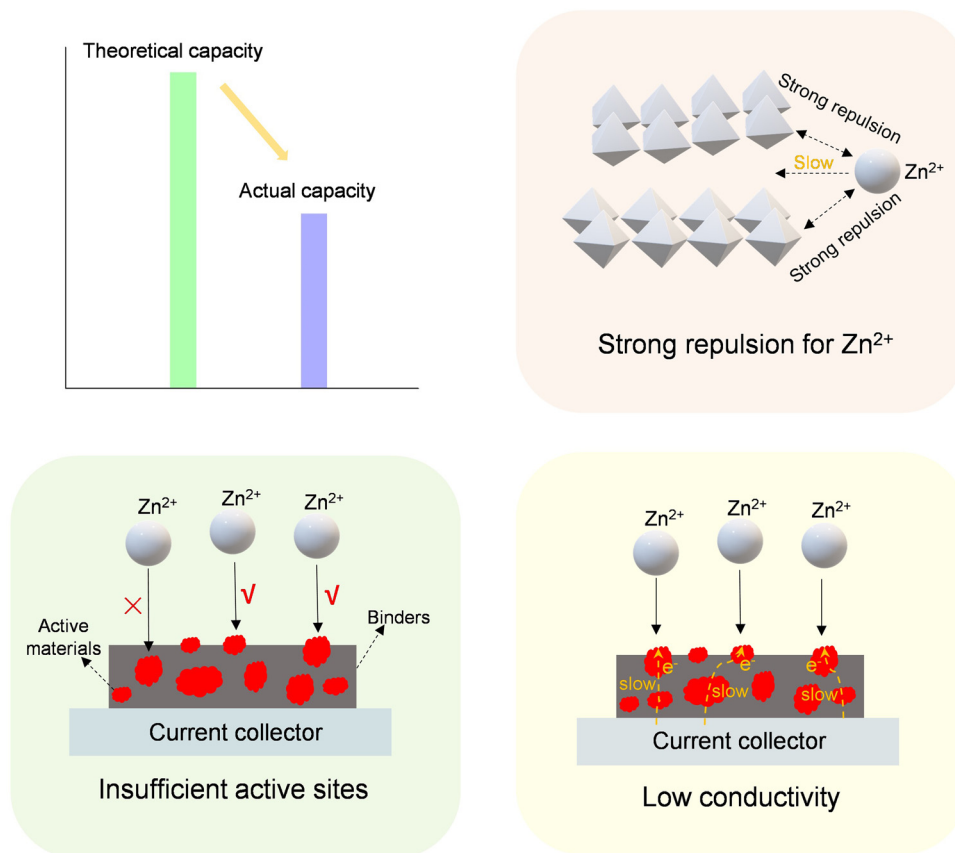 Theoretical capacity
Actual capacity
Strong repulsion
Slow
Zn²⁺
Strong repulsion
Strong repulsion for Zn²⁺
Zn²⁺
Zn²⁺
Zn²⁺
×
√
√
Active
materials
Binders
Current collector
Insufficient active sites
Zn²⁺
Zn²⁺
Zn²⁺
e⁻
e⁻
e⁻
slow
slow
slow
Current collector
Low conductivity